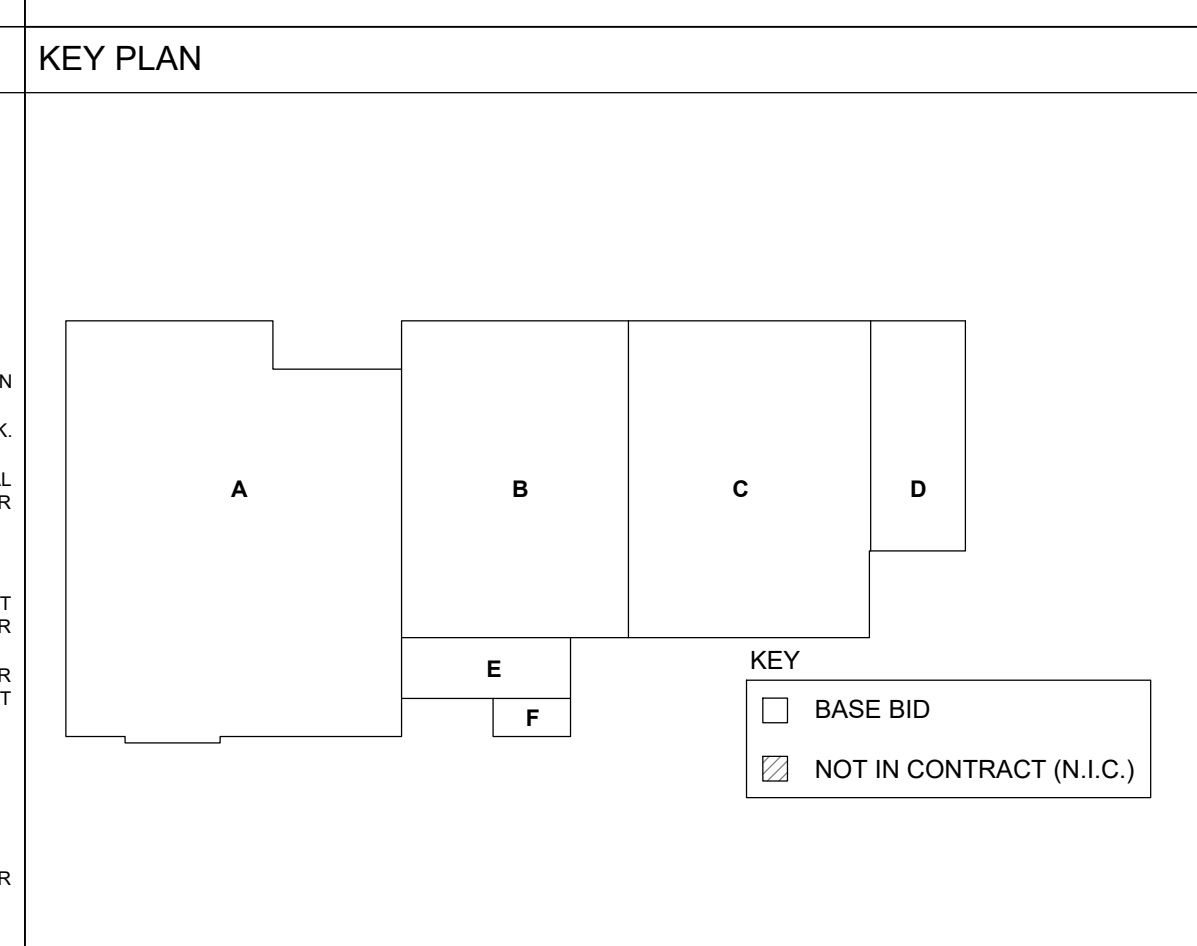 KEY PLAN
N
K.
L
R
T
R
R
T
R
A
B
C
D
E
F
KEY
BASE BID
NOT IN CONTRACT (N.I.C.)